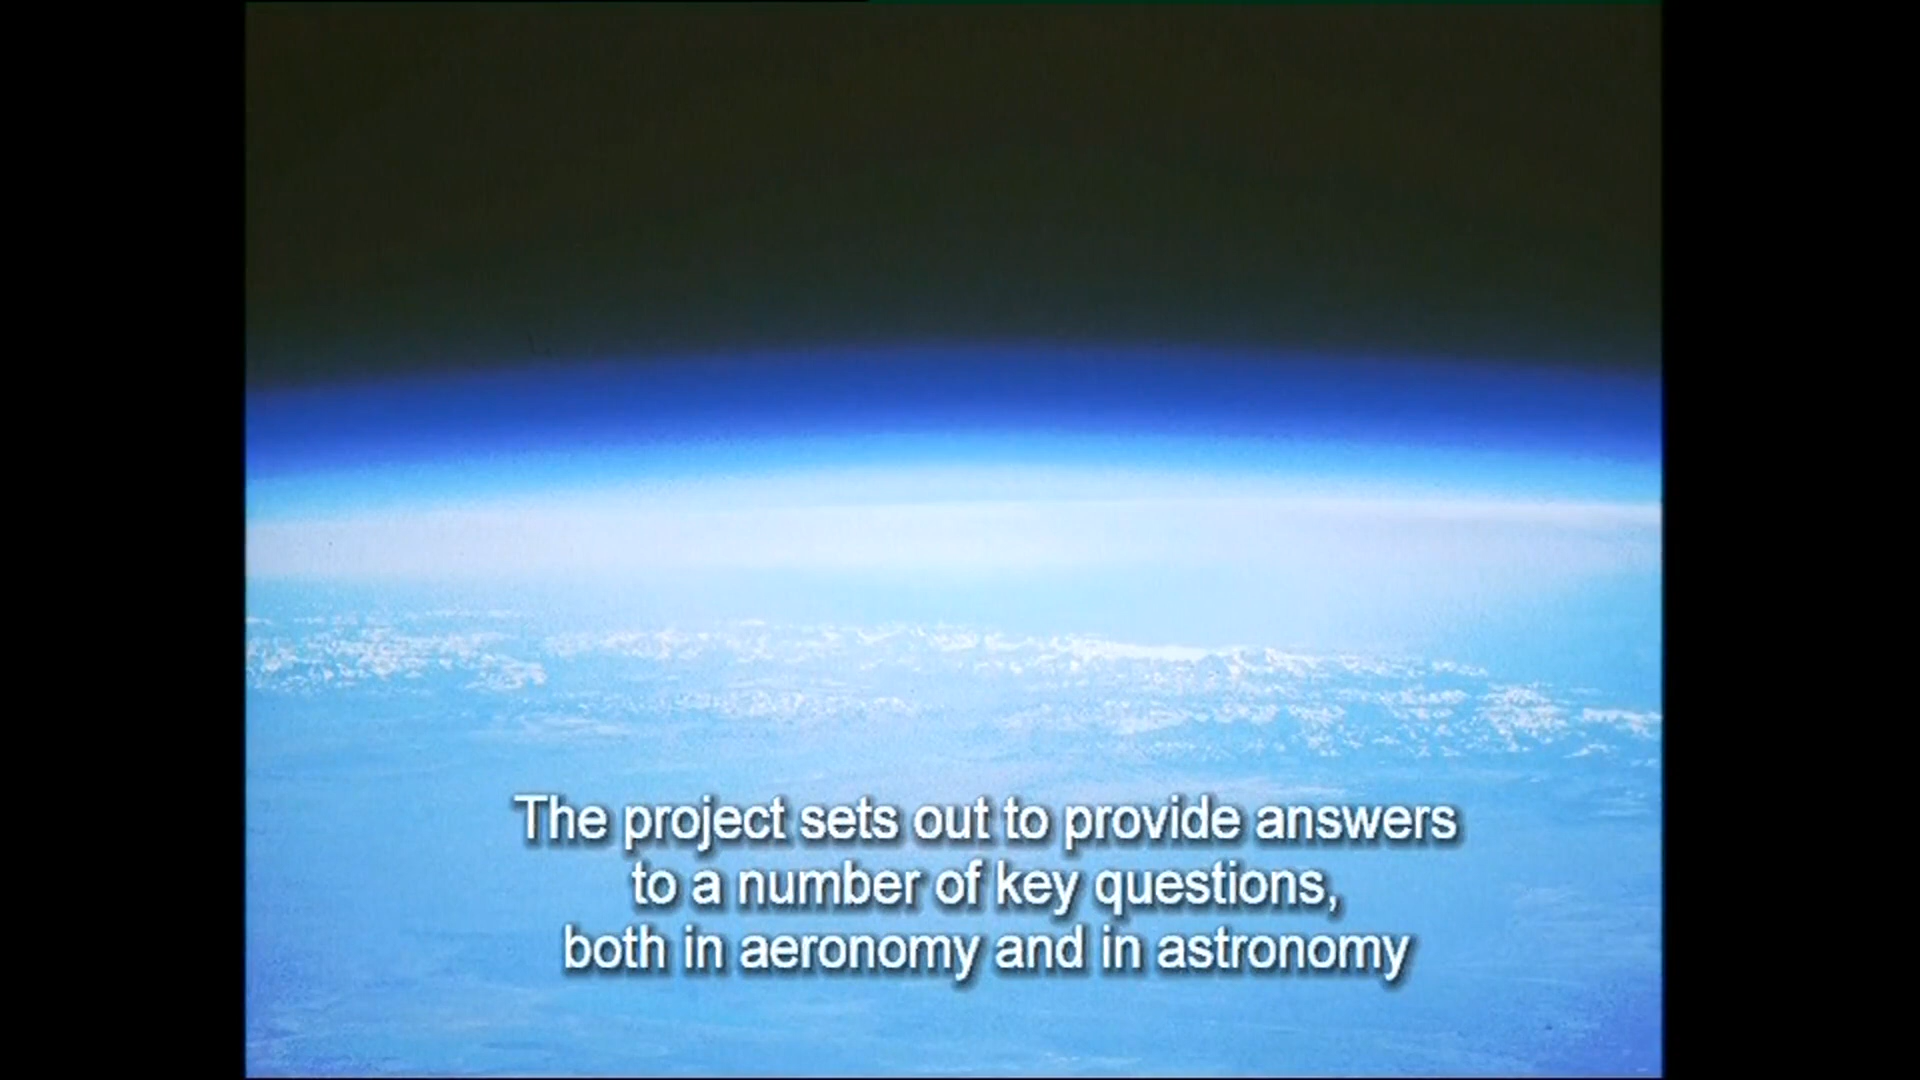 The project sets out to provide answers
to a number of key questions,
both in aeronomy and in astronomy